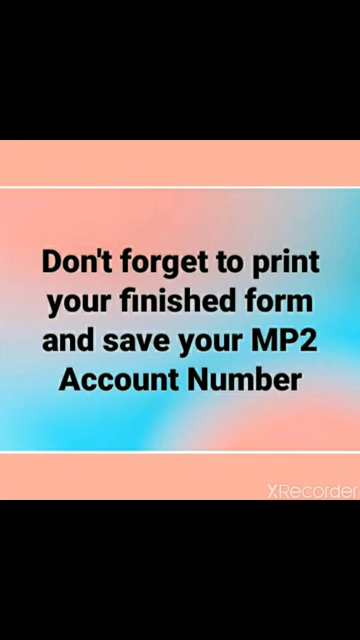 Don't forget to print
your finished form
and save your MP2
Account Number
XRecorder